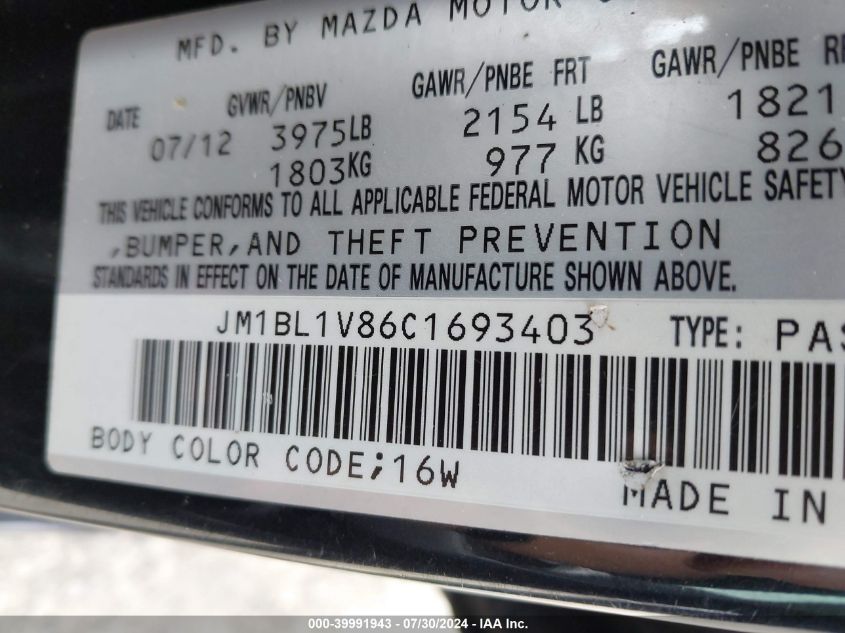 MFD. BY MAZDA MOTOR
DATE GVWR/PNBV GAWR/PNBE FRT GAWR/PNBE
07/12 3975LB 2154 LB 1821
1803KG 977 KG 826
THIS VEHICLE CONFORMS TO ALL APPLICABLE FEDERAL MOTOR VEHICLE SAFETY
,BUMPER,AND THEFT PREVENTION
STANDARDS IN EFFECT ON THE DATE OF MANUFACTURE SHOWN ABOVE.
JM1BL1V86C1693403 TYPE: PAS
BODY COLOR CODE;16W
MADE IN
000-39991943 / 07/30/2024 - IAA Inc.